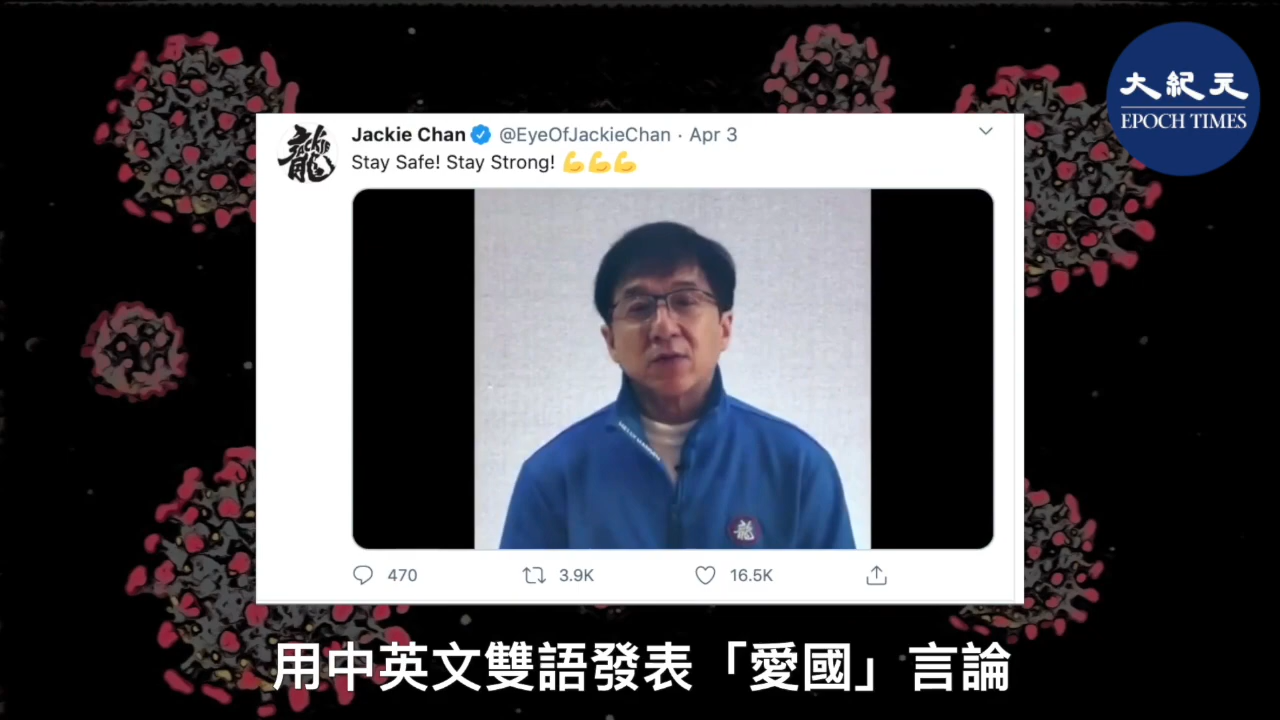 大紀元
EPOCH TIMES
Jackie Chan @EyeOfJackieChan · Apr 3
Stay Safe! Stay Strong! 💪💪💪
龍
470 3.9K 16.5K
用中英文雙語發表「愛國」言論